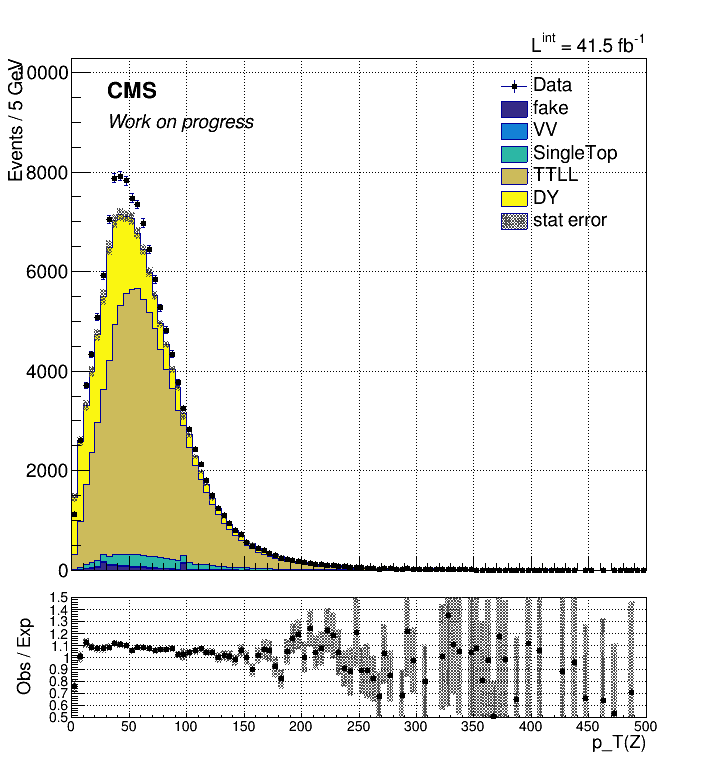 L^int = 41.5 fb^-1
Events / 5 GeV
10000
8000
6000
4000
2000
0
CMS
Work on progress
Data
fake
VV
SingleTop
TTLL
DY
stat error
Obs / Exp
1.5
1.4
1.3
1.2
1.1
1
0.9
0.8
0.7
0.6
0.5
0 50 100 150 200 250 300 350 400 450 500
p_T(Z)